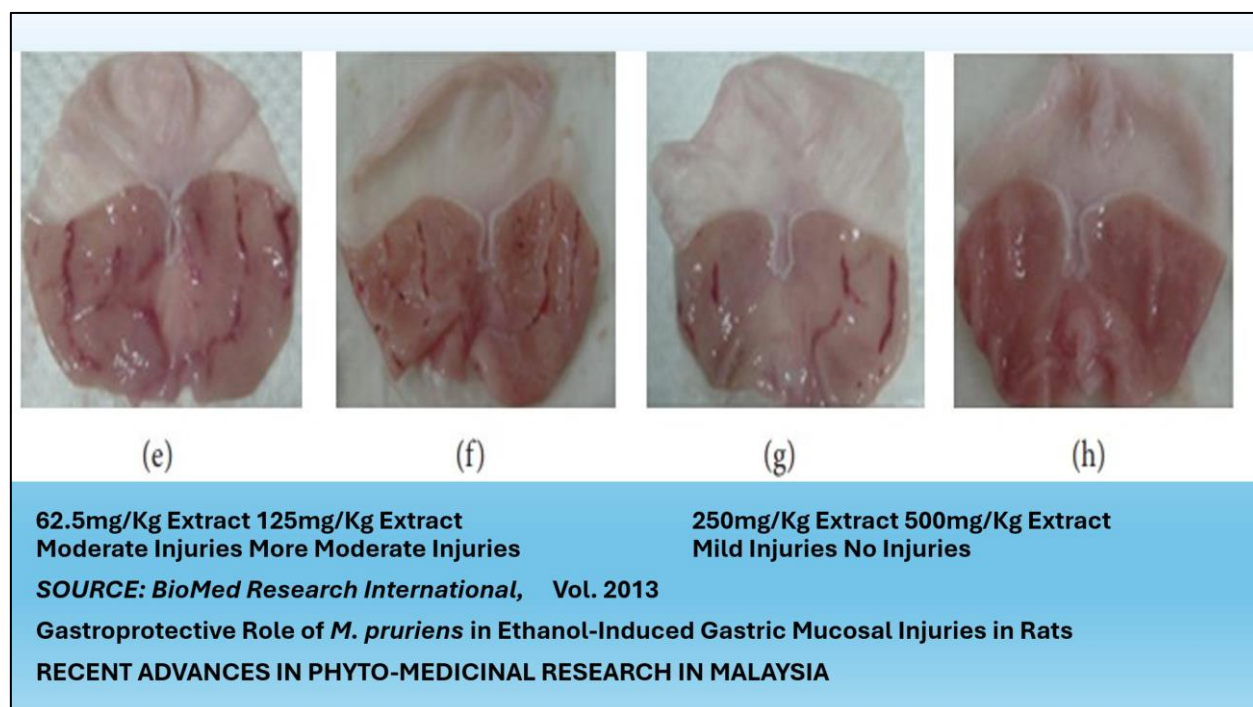 (e) (f) (g) (h)
62.5mg/Kg Extract 125mg/Kg Extract 250mg/Kg Extract 500mg/Kg Extract
Moderate Injuries More Moderate Injuries Mild Injuries No Injuries
SOURCE: BioMed Research International, Vol. 2013
Gastroprotective Role of M. pruriens in Ethanol-Induced Gastric Mucosal Injuries in Rats
RECENT ADVANCES IN PHYTO-MEDICINAL RESEARCH IN MALAYSIA